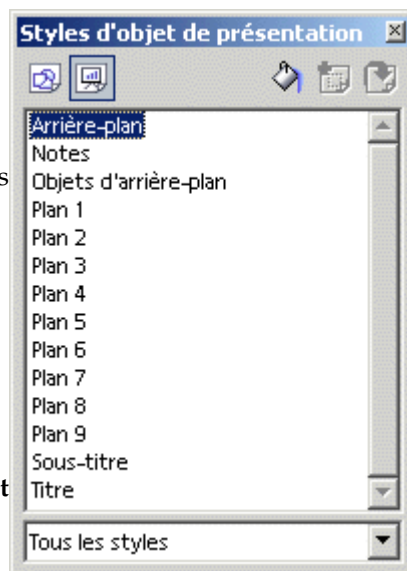 Styles d'objet de présentation
Arrière-plan
Notes
s
Objets d'arrière-plan
Plan 1
Plan 2
Plan 3
Plan 4
Plan 5
Plan 6
Plan 7
Plan 8
Plan 9
Sous-titre
t
Titre
Tous les styles